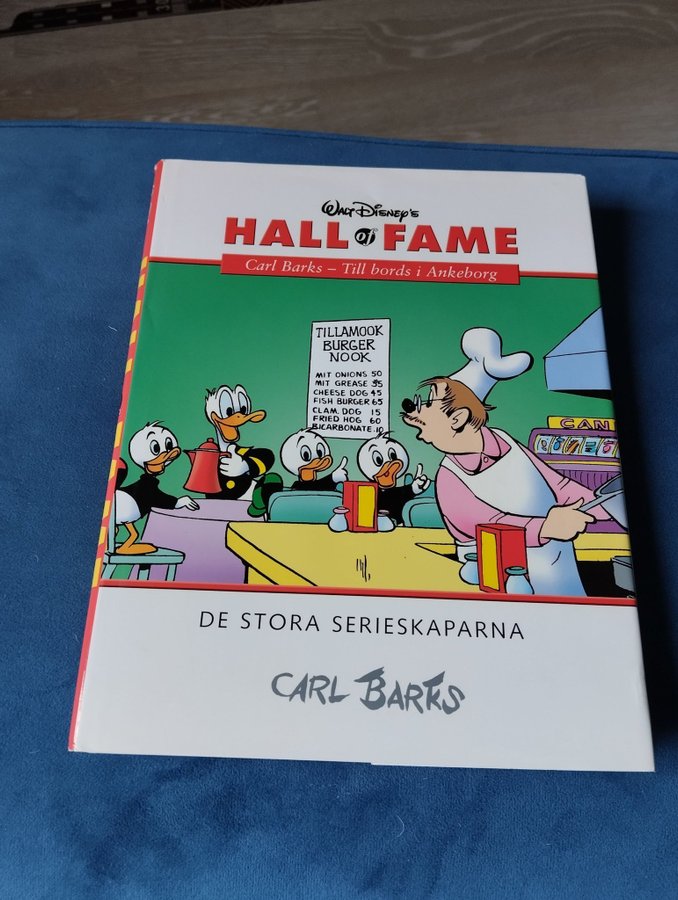 Walt Disney's
HALL of FAME
Carl Barks – Till bords i Ankeborg
TILLAMOOK
BURGER
NOOK
MIT ONIONS 50
MIT GREASE 35
CHEESE DOG 45
FISH BURGER 65
CLAM DOG 15
FRIED HOG 60
BICARBONATE .10
CAN
DE STORA SERIESKAPARNA
CARL BARKS